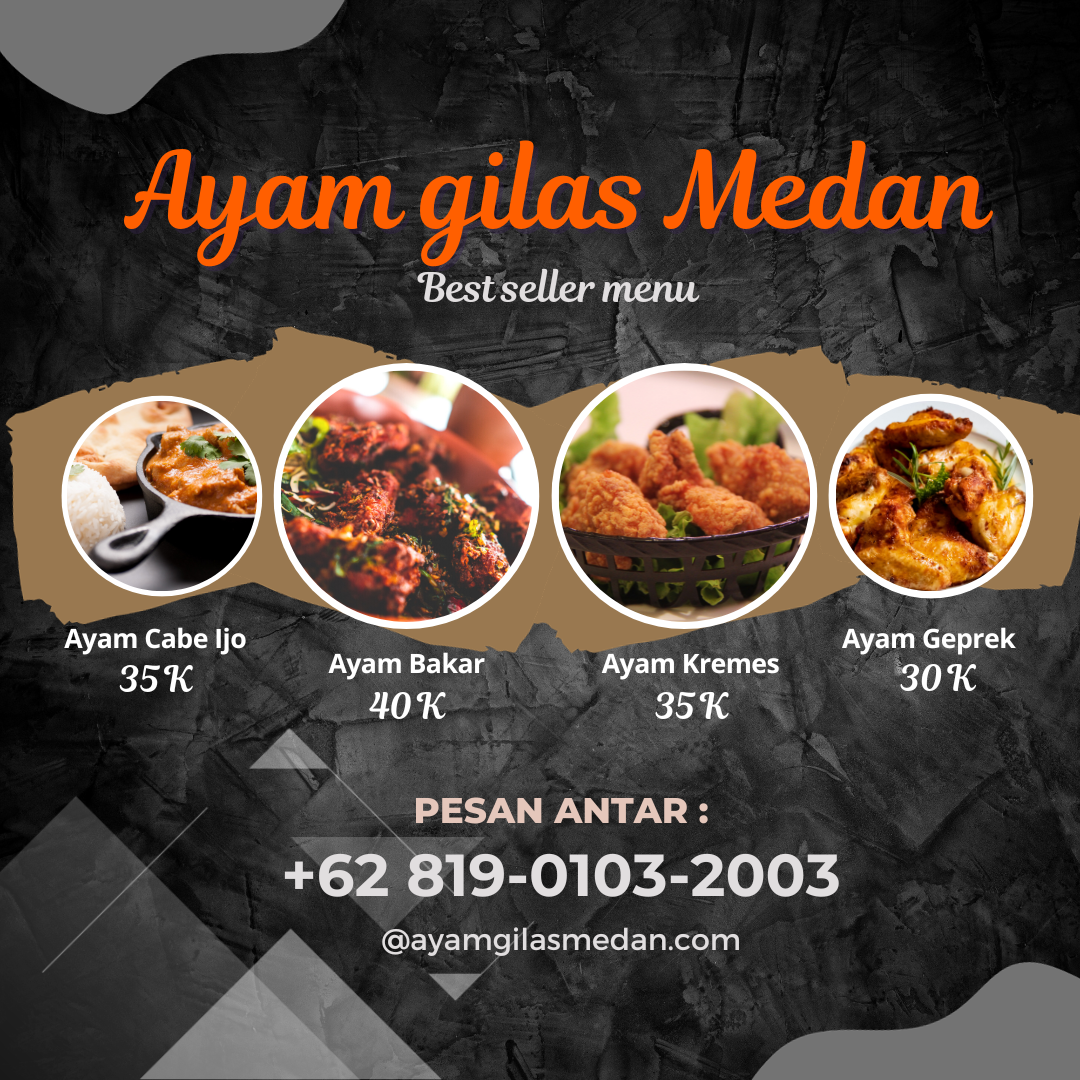 Ayam gilas Medan
Best seller menu
Ayam Cabe Ijo
35K
Ayam Bakar
40K
Ayam Kremes
35K
Ayam Geprek
30K
PESAN ANTAR :
+62 819-0103-2003
@ayamgilasmedan.com